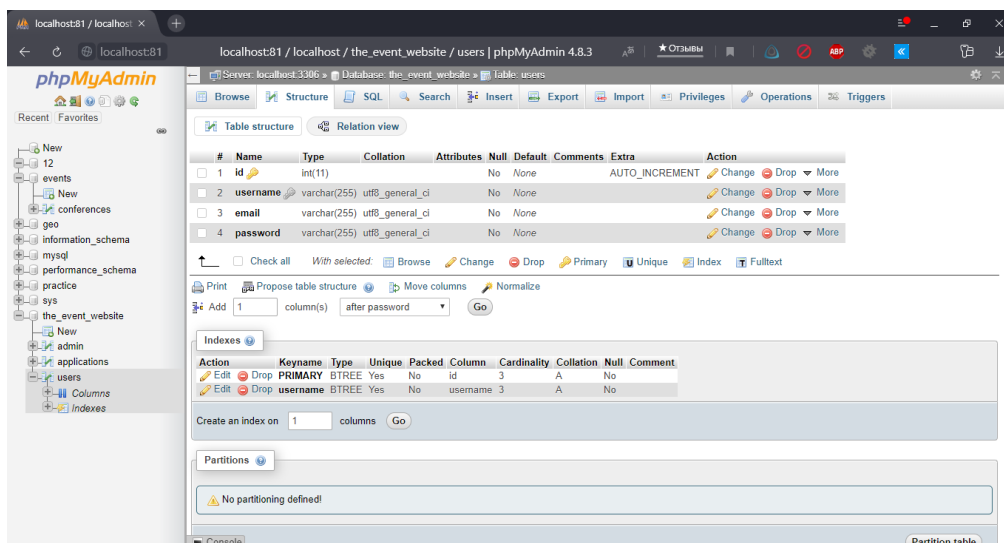 localhost:81 / localhost
localhost:81
localhost:81 / localhost / the_event_website / users | phpMyAdmin 4.8.3
★ Отзывы
ABP
phpMyAdmin
Recent Favorites
New
12
events
New
conferences
geo
information_schema
mysql
performance_schema
practice
sys
the_event_website
New
admin
applications
users
Columns
Indexes
Server: localhost:3306 » Database: the_event_website » Table: users
Browse Structure SQL Search Insert Export Import Privileges Operations Triggers
Table structure Relation view
# Name Type Collation Attributes Null Default Comments Extra Action
1 id int(11) No None AUTO_INCREMENT Change Drop More
2 username varchar(255) utf8_general_ci No None Change Drop More
3 email varchar(255) utf8_general_ci No None Change Drop More
4 password varchar(255) utf8_general_ci No None Change Drop More
Check all With selected: Browse Change Drop Primary Unique Index Fulltext
Print Propose table structure Move columns Normalize
Add 1 column(s) after password Go
Indexes
Action Keyname Type Unique Packed Column Cardinality Collation Null Comment
Edit Drop PRIMARY BTREE Yes No id 3 A No
Edit Drop username BTREE Yes No username 3 A No
Create an index on 1 columns Go
Partitions
No partitioning defined!
Console
Partition table